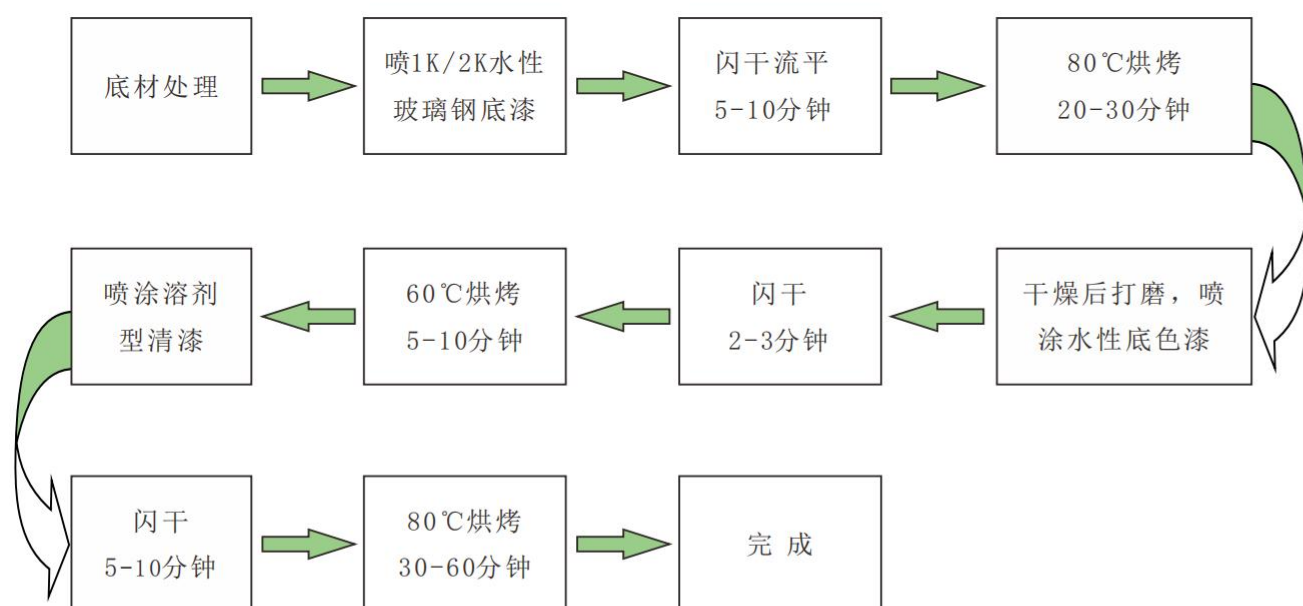 底材处理
喷1K/2K水性
玻璃钢底漆
闪干流平
5-10分钟
80℃烘烤
20-30分钟
干燥后打磨，喷
涂水性底色漆
闪干
2-3分钟
60℃烘烤
5-10分钟
喷涂溶剂
型清漆
闪干
5-10分钟
80℃烘烤
30-60分钟
完 成